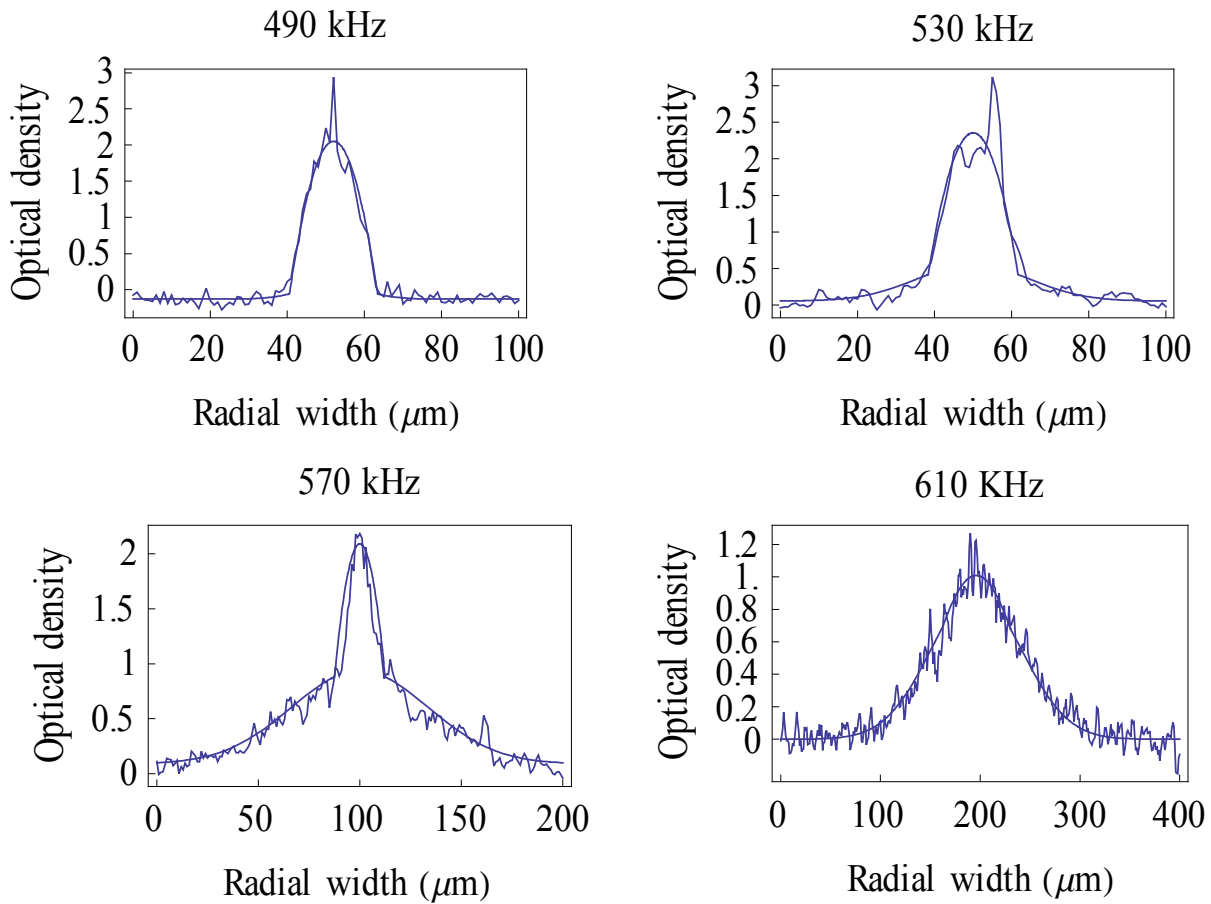 490 kHz
Optical density
3
2.5
2
1.5
1
0.5
0
0 20 40 60 80 100
Radial width (μm)
530 kHz
Optical density
3
2.5
2
1.5
1
0.5
0
0 20 40 60 80 100
Radial width (μm)
570 kHz
Optical density
2
1.5
1
0.5
0
0 50 100 150 200
Radial width (μm)
610 KHz
Optical density
1.2
1.
0.8
0.6
0.4
0.2
0
0 100 200 300 400
Radial width (μm)